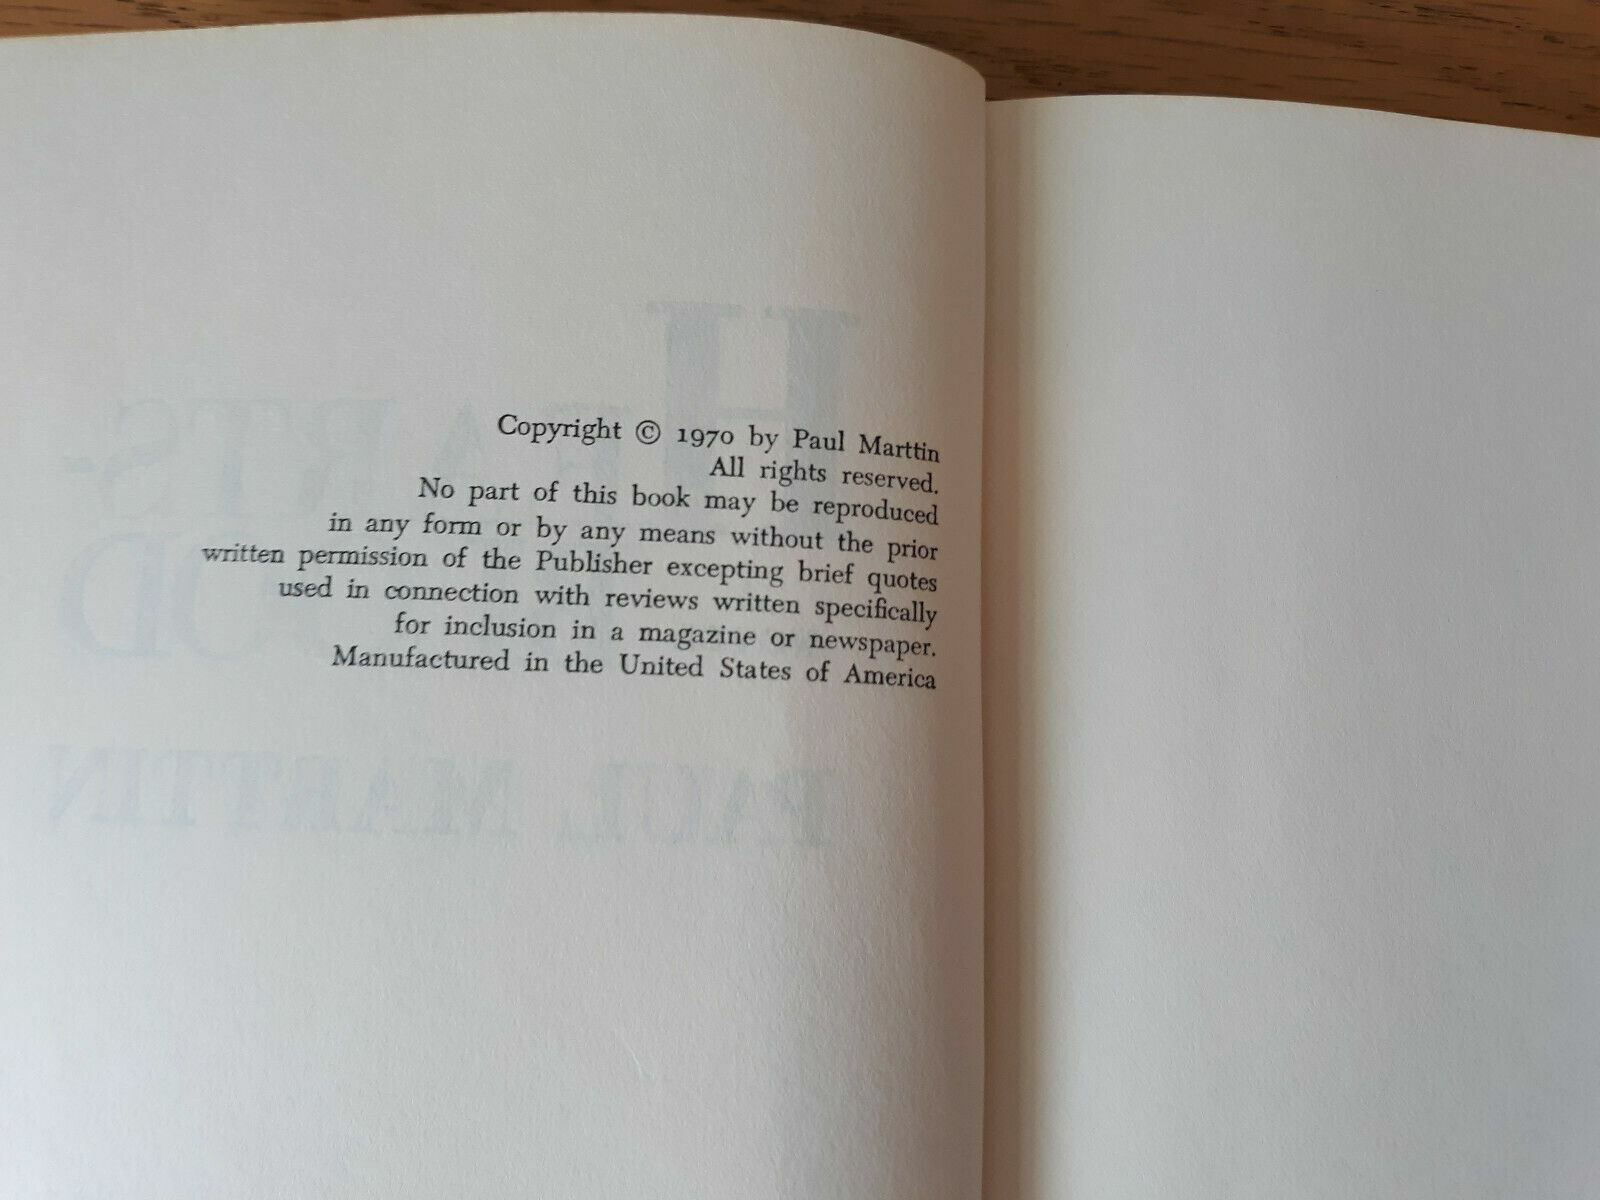 Copyright © 1970 by Paul Marttin
All rights reserved.
No part of this book may be reproduced
in any form or by any means without the prior
written permission of the Publisher excepting brief quotes
used in connection with reviews written specifically
for inclusion in a magazine or newspaper.
Manufactured in the United States of America
PAUL MARTTIN